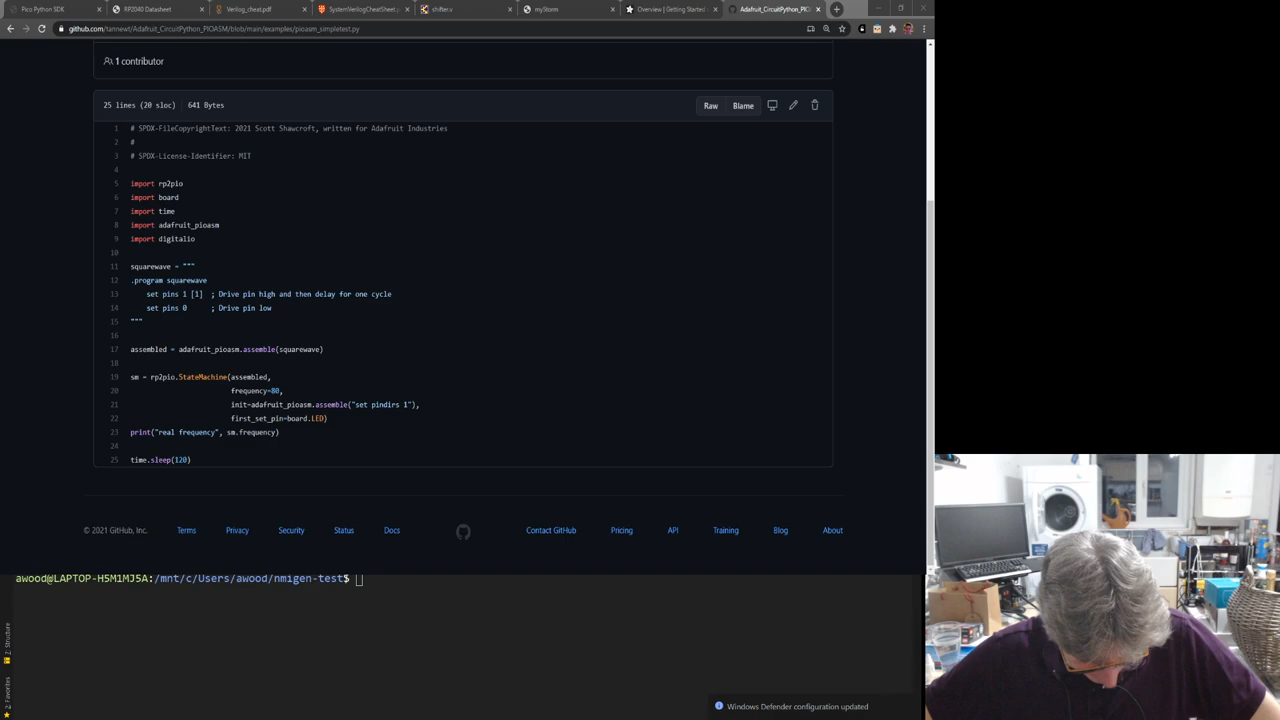 Pico Python SDK
RP2040 Datasheet
Verilog_cheat.pdf
SystemVerilogCheatSheet.p
shifter.v
myStorm
Overview | Getting Started
Adafruit_CircuitPython_PIO
github.com/tannewt/Adafruit_CircuitPython_PIOASM/blob/main/examples/pioasm_simpletest.py
1 contributor
25 lines (20 sloc) 641 Bytes
Raw Blame
1 # SPDX-FileCopyrightText: 2021 Scott Shawcroft, written for Adafruit Industries
2 #
3 # SPDX-License-Identifier: MIT
4
5 import rp2pio
6 import board
7 import time
8 import adafruit_pioasm
9 import digitalio
10
11 squarewave = """
12 .program squarewave
13 set pins 1 [1] ; Drive pin high and then delay for one cycle
14 set pins 0 ; Drive pin low
15 """
16
17 assembled = adafruit_pioasm.assemble(squarewave)
18
19 sm = rp2pio.StateMachine(assembled,
20 frequency=80,
21 init=adafruit_pioasm.assemble("set pindirs 1"),
22 first_set_pin=board.LED)
23 print("real frequency", sm.frequency)
24
25 time.sleep(120)
© 2021 GitHub, Inc. Terms Privacy Security Status Docs Contact GitHub Pricing API Training Blog About
awood@LAPTOP-H5M1MJ5A:/mnt/c/Users/awood/nmigen-test$
Z: Structure
2: Favorites
Windows Defender configuration updated